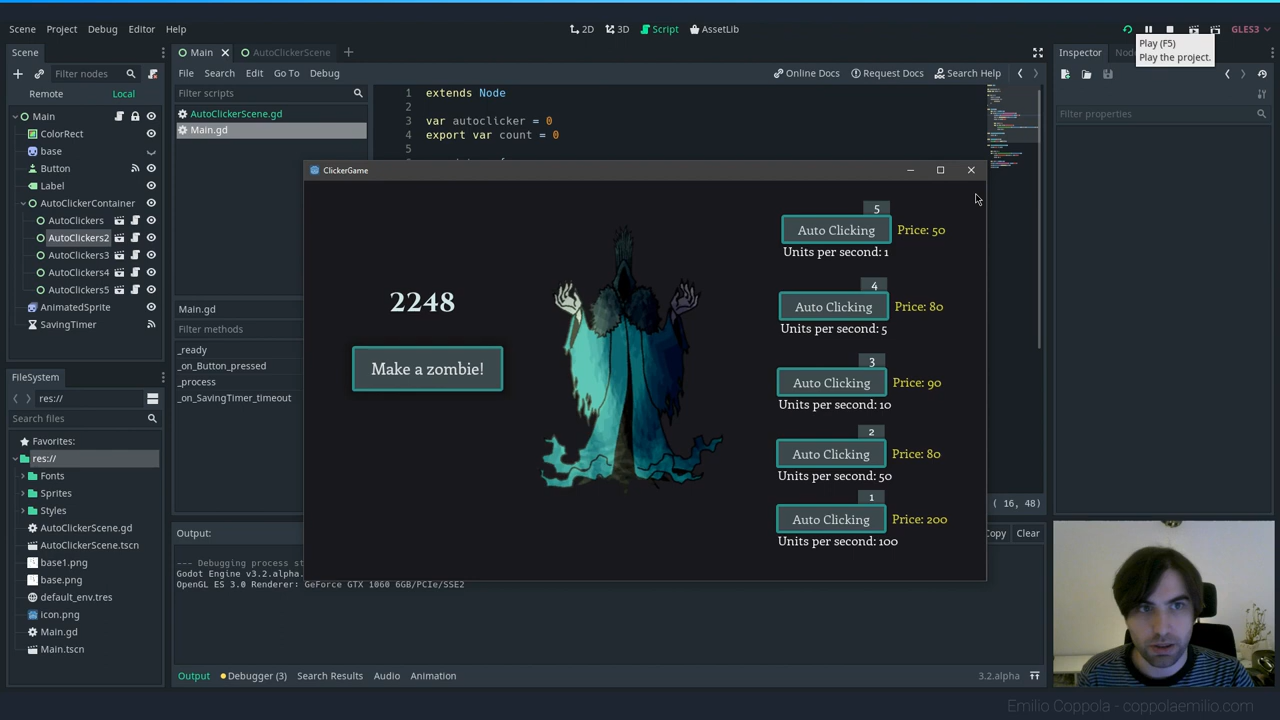 Scene Project Debug Editor Help
2D 3D Script AssetLib
GLES3
Play (F5)
Play the project.
Scene
Filter nodes
Remote Local
Main
ColorRect
base
Button
Label
AutoClickerContainer
AutoClickers
AutoClickers2
AutoClickers3
AutoClickers4
AutoClickers5
AnimatedSprite
SavingTimer
FileSystem
res://
Search files
Favorites:
res://
Fonts
Sprites
Styles
AutoClickerScene.gd
AutoClickerScene.tscn
base1.png
base.png
default_env.tres
icon.png
Main.gd
Main.tscn
Main AutoClickerScene
File Search Edit Go To Debug
Online Docs Request Docs Search Help
Filter scripts
AutoClickerScene.gd
Main.gd
Main.gd
Filter methods
_ready
_on_Button_pressed
_process
_on_SavingTimer_timeout
1 extends Node
2
3 var autoclicker = 0
4 export var count = 0
5
( 16, 48)
ClickerGame
2248
Make a zombie!
5
Auto Clicking Price: 50
Units per second: 1
4
Auto Clicking Price: 80
Units per second: 5
3
Auto Clicking Price: 90
Units per second: 10
2
Auto Clicking Price: 80
Units per second: 50
1
Auto Clicking Price: 200
Units per second: 100
Output:
Copy Clear
--- Debugging process st
Godot Engine v3.2.alpha.
OpenGL ES 3.0 Renderer: GeForce GTX 1060 6GB/PCIe/SSE2
Output Debugger (3) Search Results Audio Animation
3.2.alpha
Inspector
Filter properties
Emilio Coppola - coppolaemilio.com